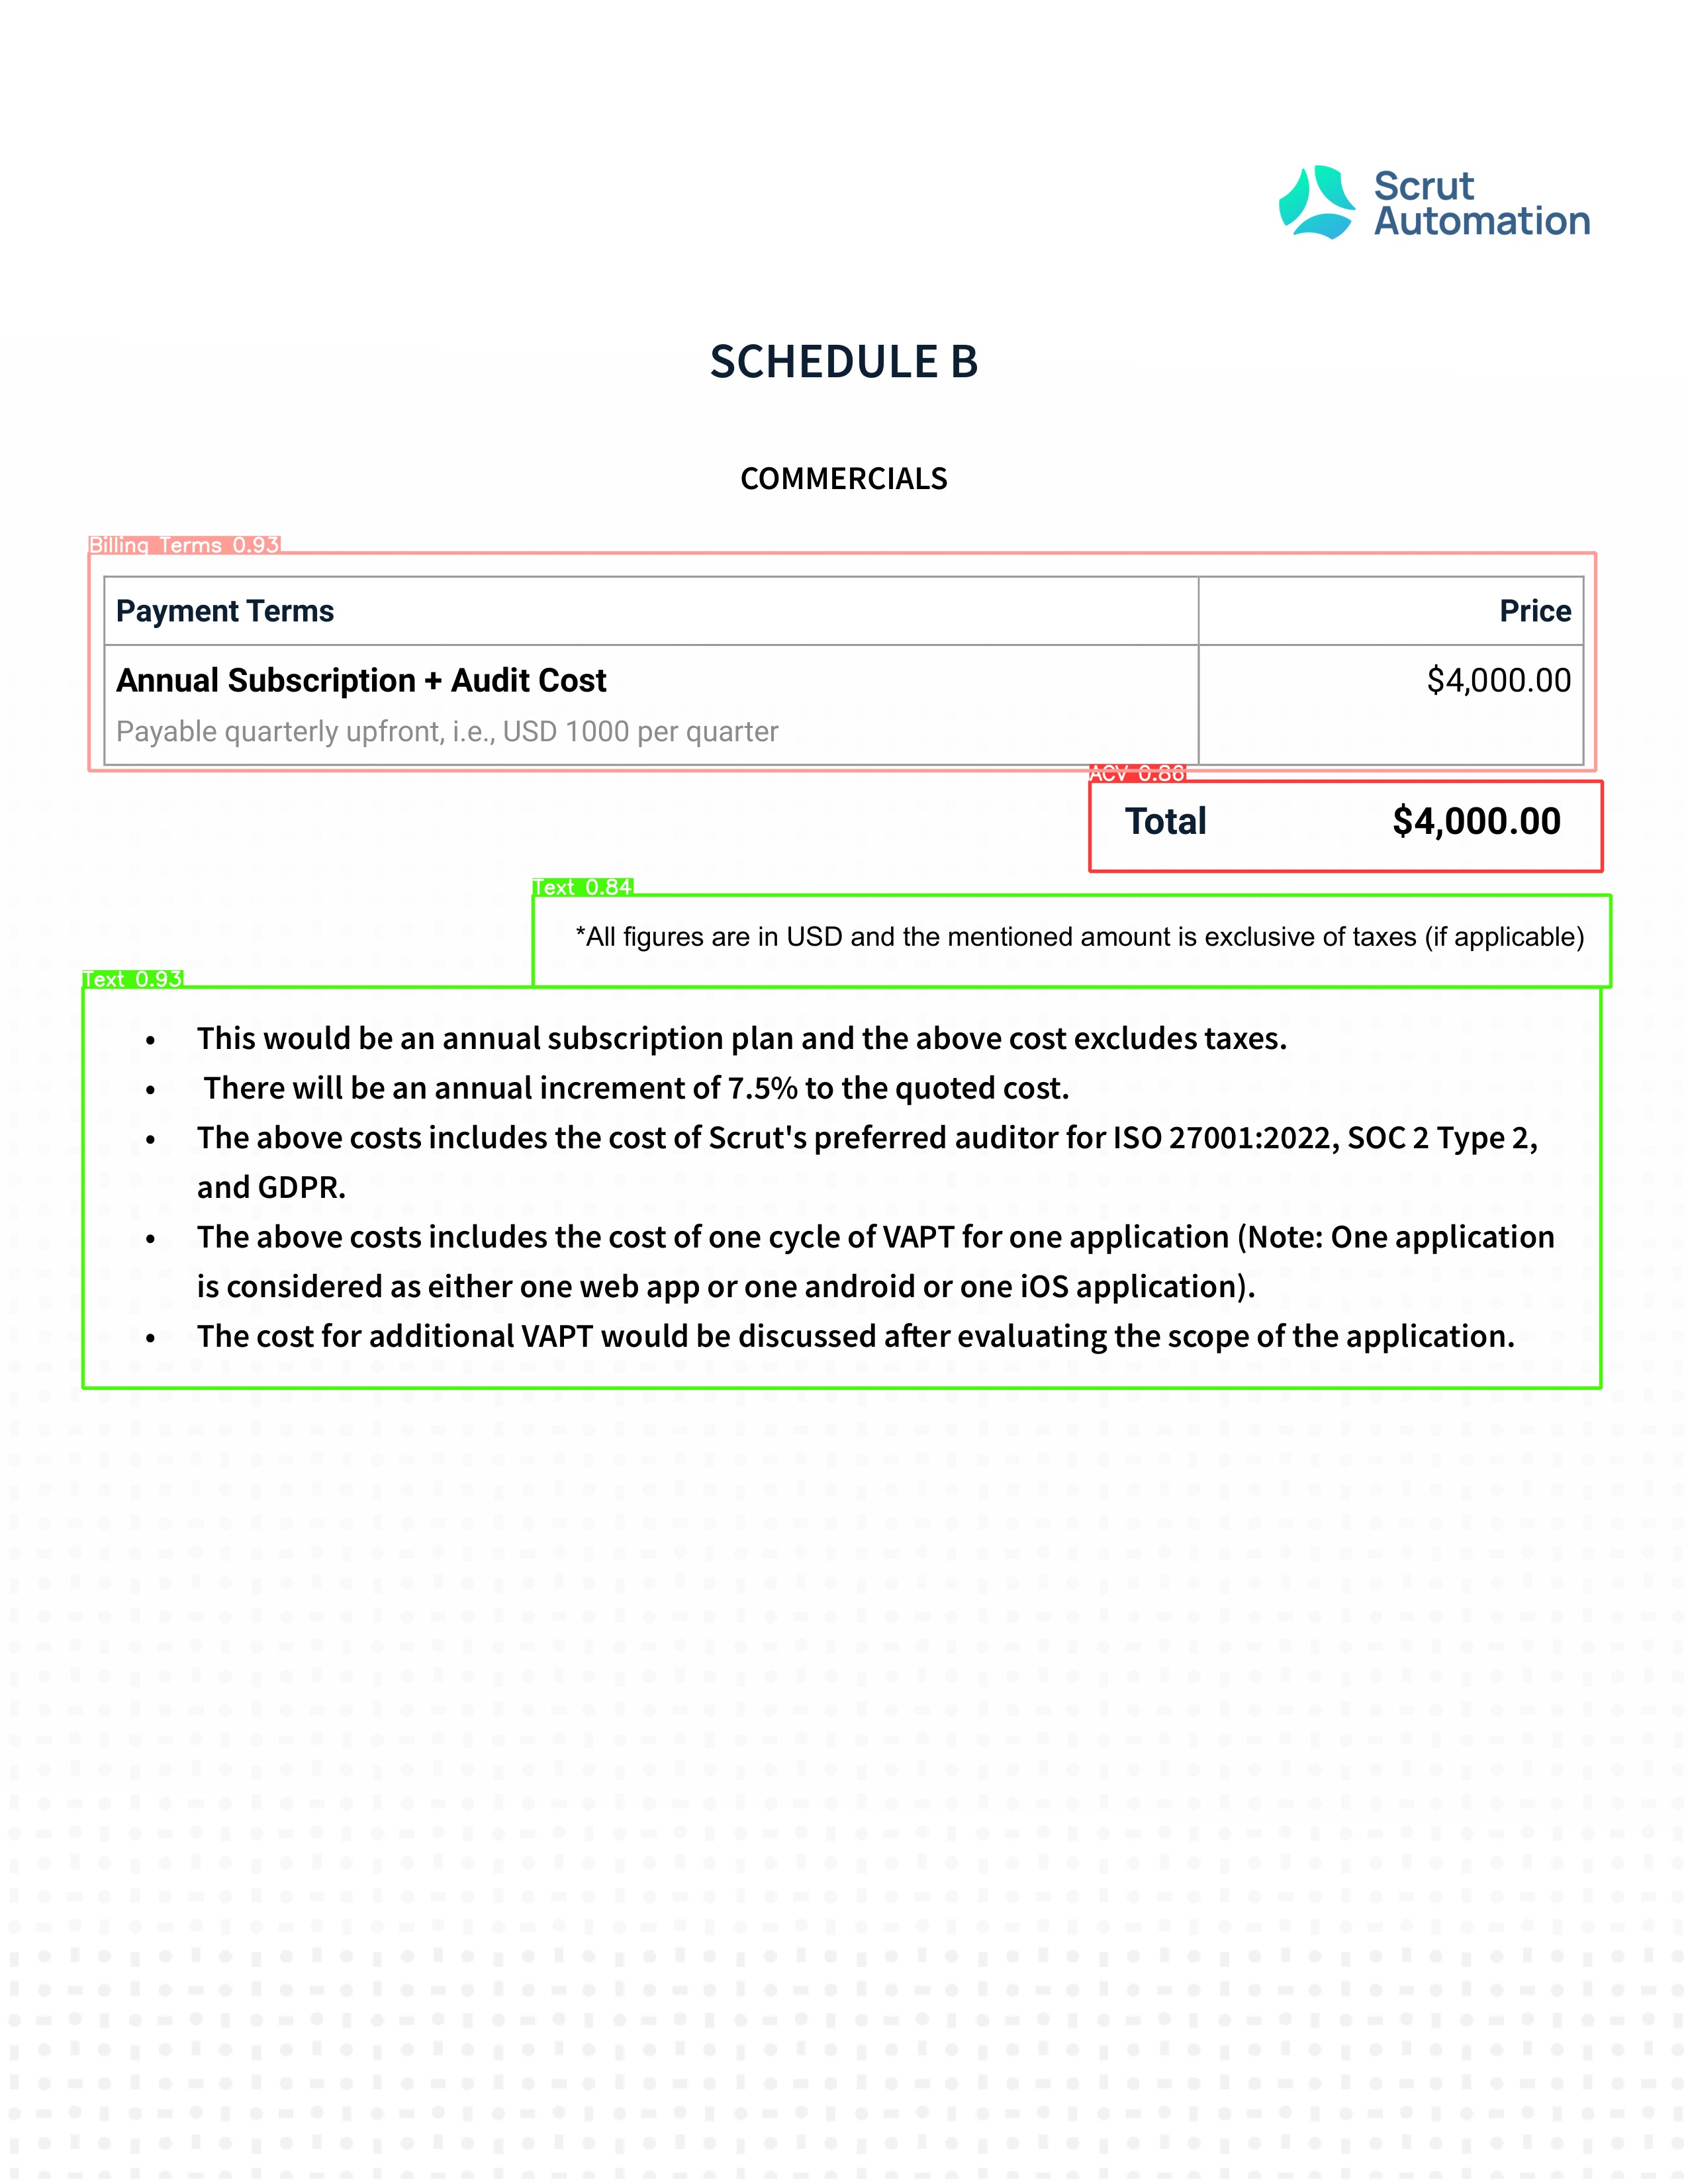 Scrut
Automation
SCHEDULE B
COMMERCIALS
Billing Terms 0.93
Payment Terms Price
Annual Subscription + Audit Cost $4,000.00
Payable quarterly upfront, i.e., USD 1000 per quarter
ACV 0.86
Total $4,000.00
Text 0.84
*All figures are in USD and the mentioned amount is exclusive of taxes (if applicable)
Text 0.93
• This would be an annual subscription plan and the above cost excludes taxes.
• There will be an annual increment of 7.5% to the quoted cost.
• The above costs includes the cost of Scrut's preferred auditor for ISO 27001:2022, SOC 2 Type 2,
and GDPR.
• The above costs includes the cost of one cycle of VAPT for one application (Note: One application
is considered as either one web app or one android or one iOS application).
• The cost for additional VAPT would be discussed after evaluating the scope of the application.